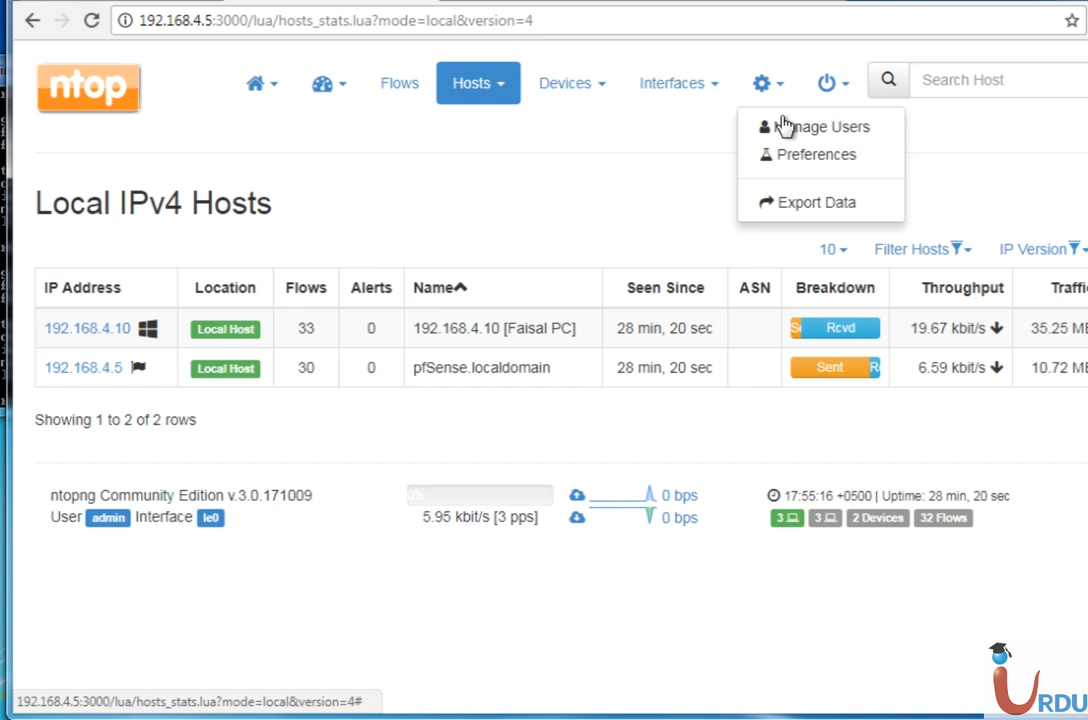 192.168.4.5:3000/lua/hosts_stats.lua?mode=local&version=4
ntop
Flows
Hosts
Devices
Interfaces
Search Host
Users
Preferences
Export Data
Local IPv4 Hosts
10
Filter Hosts
IP Version
IP Address Location Flows Alerts Name Seen Since ASN Breakdown Throughput
192.168.4.10 Local Host 33 0 192.168.4.10 [Faisal PC] 28 min, 20 sec Rcvd 19.67 kbit/s 35.25
192.168.4.5 Local Host 30 0 pfSense.localdomain 28 min, 20 sec Sent 6.59 kbit/s 10.72
Showing 1 to 2 of 2 rows
ntopng Community Edition v.3.0.171009
User admin Interface le0
5.95 kbit/s [3 pps]
0 bps
0 bps
17:55:16 +0500 | Uptime: 28 min, 20 sec
3 3 2 Devices 32 Flows
192.168.4.5:3000/lua/hosts_stats.lua?mode=local&version=4#
URDU